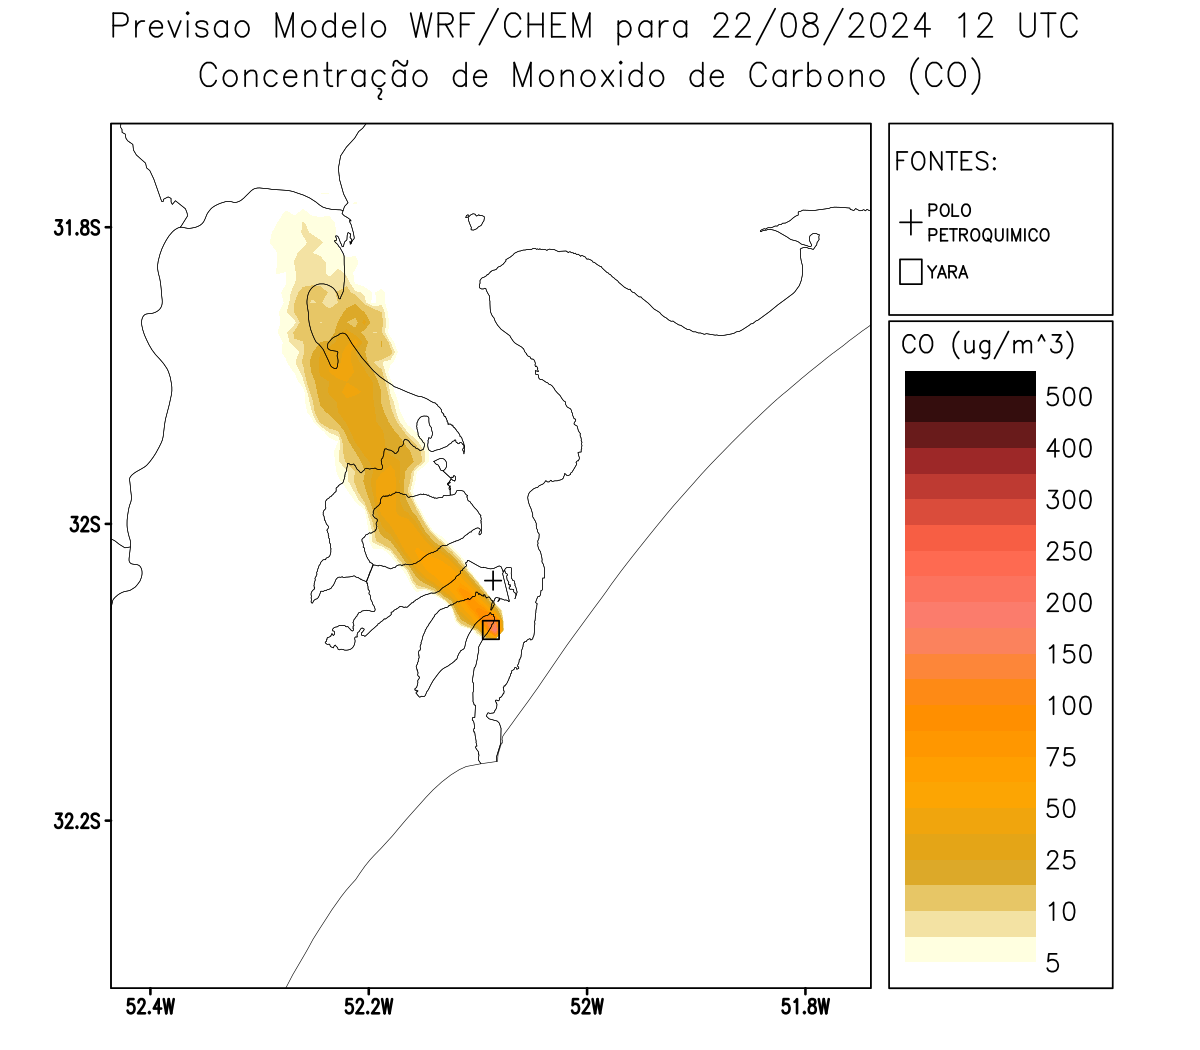 Previsao Modelo WRF/CHEM para 22/08/2024 12 UTC
Concentração de Monoxido de Carbono (CO)
FONTES:
POLO
PETROQUIMICO
YARA
31.8S
32S
32.2S
52.4W
52.2W
52W
51.8W
CO (ug/m^3)
500
400
300
250
200
150
100
75
50
25
10
5